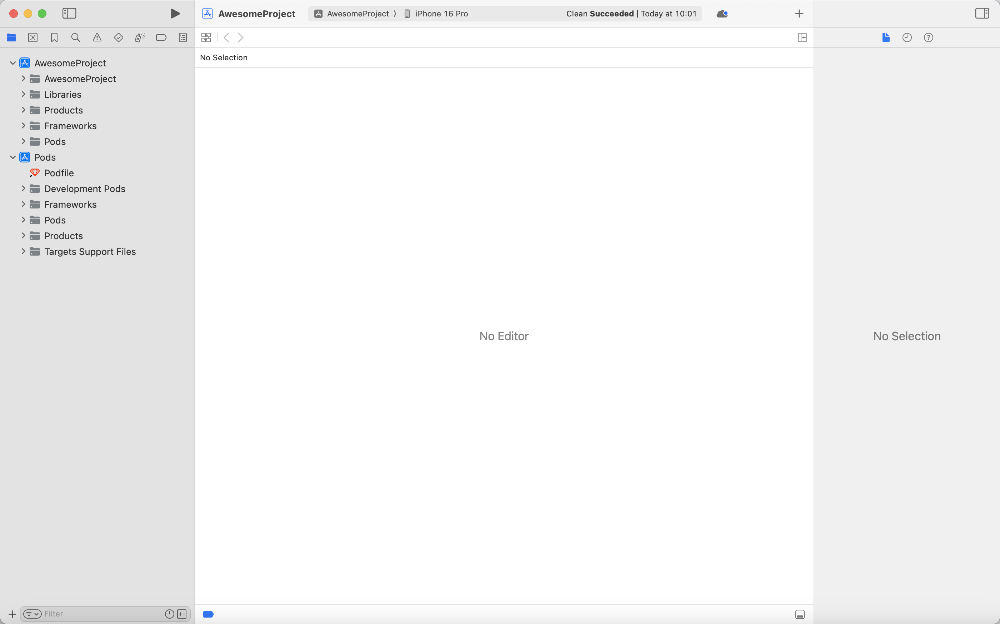 AwesomeProject
AwesomeProject ⟩ iPhone 16 Pro
Clean Succeeded | Today at 10:01
No Selection
AwesomeProject
AwesomeProject
Libraries
Products
Frameworks
Pods
Pods
Podfile
Development Pods
Frameworks
Pods
Products
Targets Support Files
No Editor
No Selection
Filter